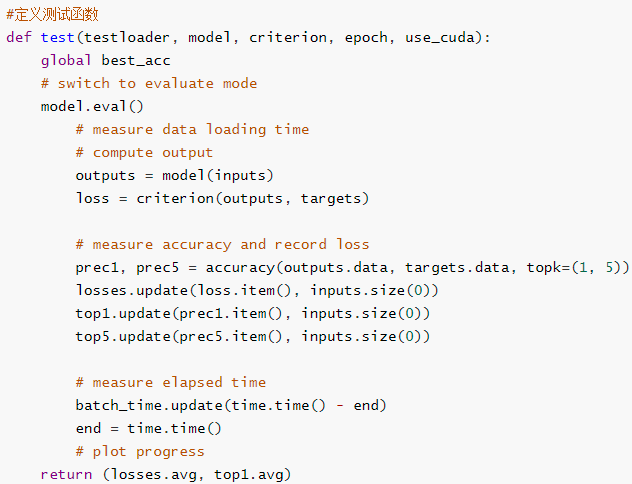 #定义测试函数
def test(testloader, model, criterion, epoch, use_cuda):
    global best_acc
    # switch to evaluate mode
    model.eval()
        # measure data loading time
        # compute output
        outputs = model(inputs)
        loss = criterion(outputs, targets)

        # measure accuracy and record loss
        prec1, prec5 = accuracy(outputs.data, targets.data, topk=(1, 5))
        losses.update(loss.item(), inputs.size(0))
        top1.update(prec1.item(), inputs.size(0))
        top5.update(prec5.item(), inputs.size(0))

        # measure elapsed time
        batch_time.update(time.time() - end)
        end = time.time()
        # plot progress
    return (losses.avg, top1.avg)